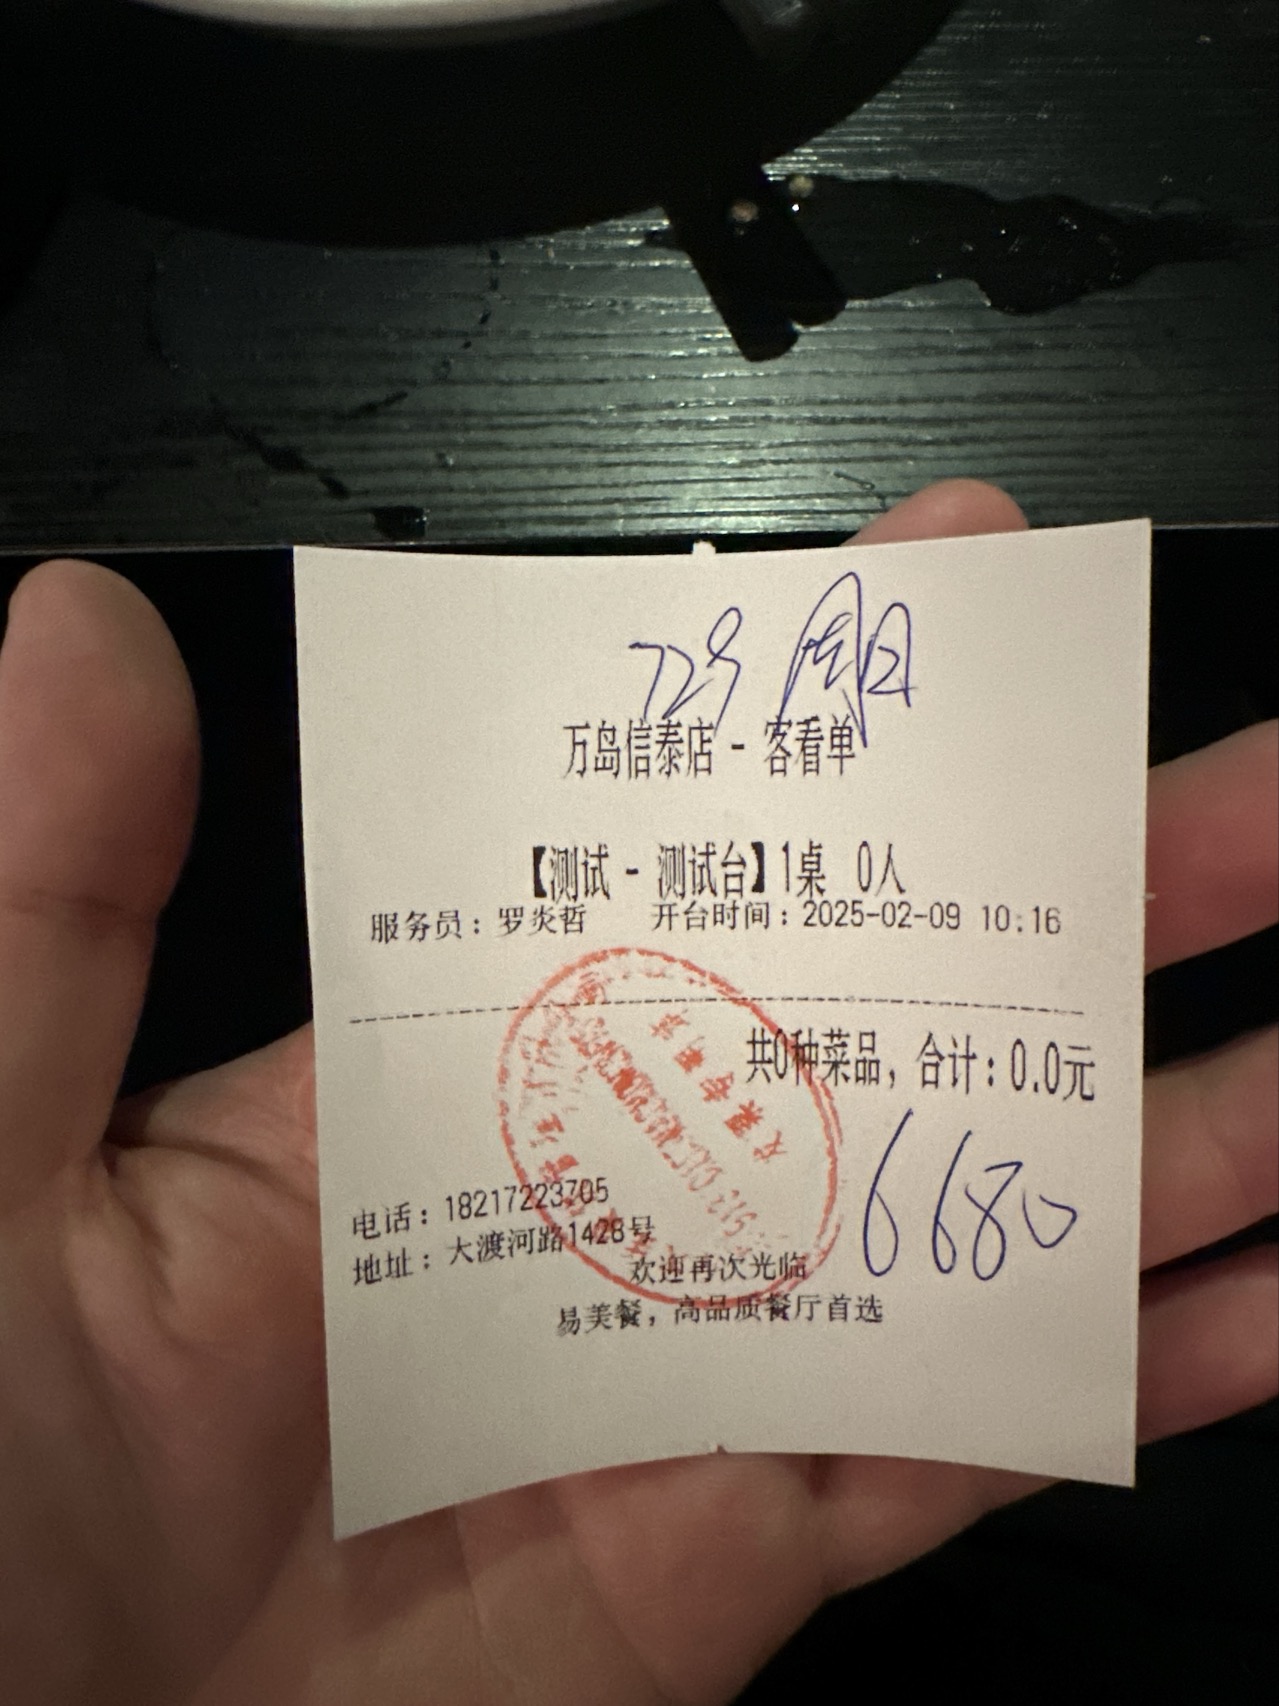 729 周日
万岛信泰店 - 客看单
【测试 - 测试台】1桌 0人
服务员：罗炎哲 开台时间：2025-02-09 10:16
共0种菜品，合计：0.0元
6680
电话：18217223705
地址：大渡河路1428号
欢迎再次光临
易美餐，高品质餐厅首选